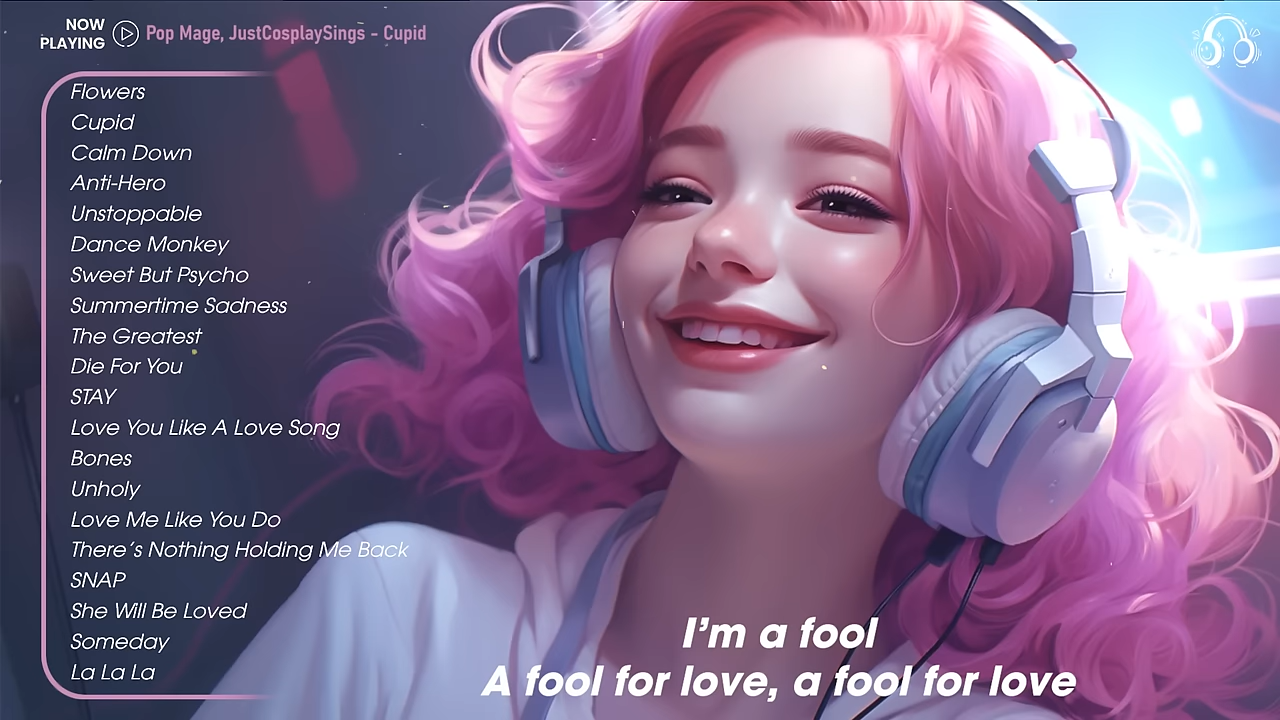 NOW
PLAYING
Pop Mage, JustCosplaySings - Cupid
Flowers
Cupid
Calm Down
Anti-Hero
Unstoppable
Dance Monkey
Sweet But Psycho
Summertime Sadness
The Greatest
Die For You
STAY
Love You Like A Love Song
Bones
Unholy
Love Me Like You Do
There's Nothing Holding Me Back
SNAP
She Will Be Loved
Someday
La La La
I'm a fool
A fool for love, a fool for love